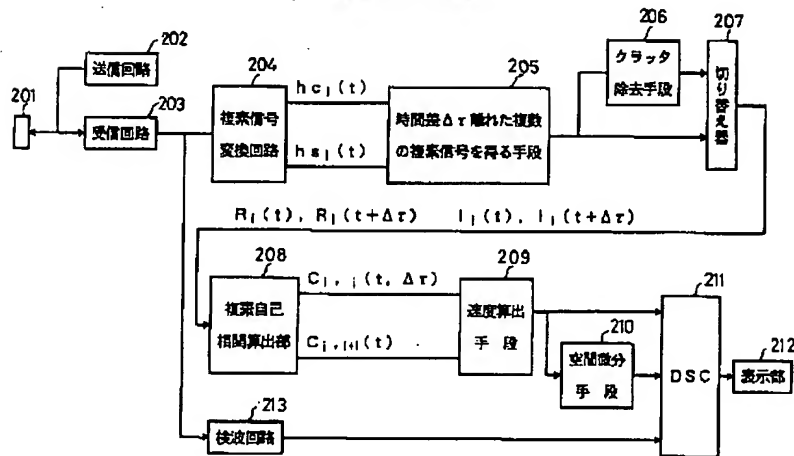 202
送信回路
201
203
受信回路
204
複素信号
変換回路
hc_i(t)
hs_i(t)
205
時間差Δτ離れた複数
の複素信号を得る手段
206
クラッタ
除去手段
207
切り替え器
R_i(t), R_i(t+Δτ) I_i(t), I_i(t+Δτ)
208
複素自己
相関算出部
C_i,_i(t, Δτ)
C_i,_{i+1}(t)
209
速度算出
手段
210
空間微分
手段
211
DSC
212
表示部
213
検波回路